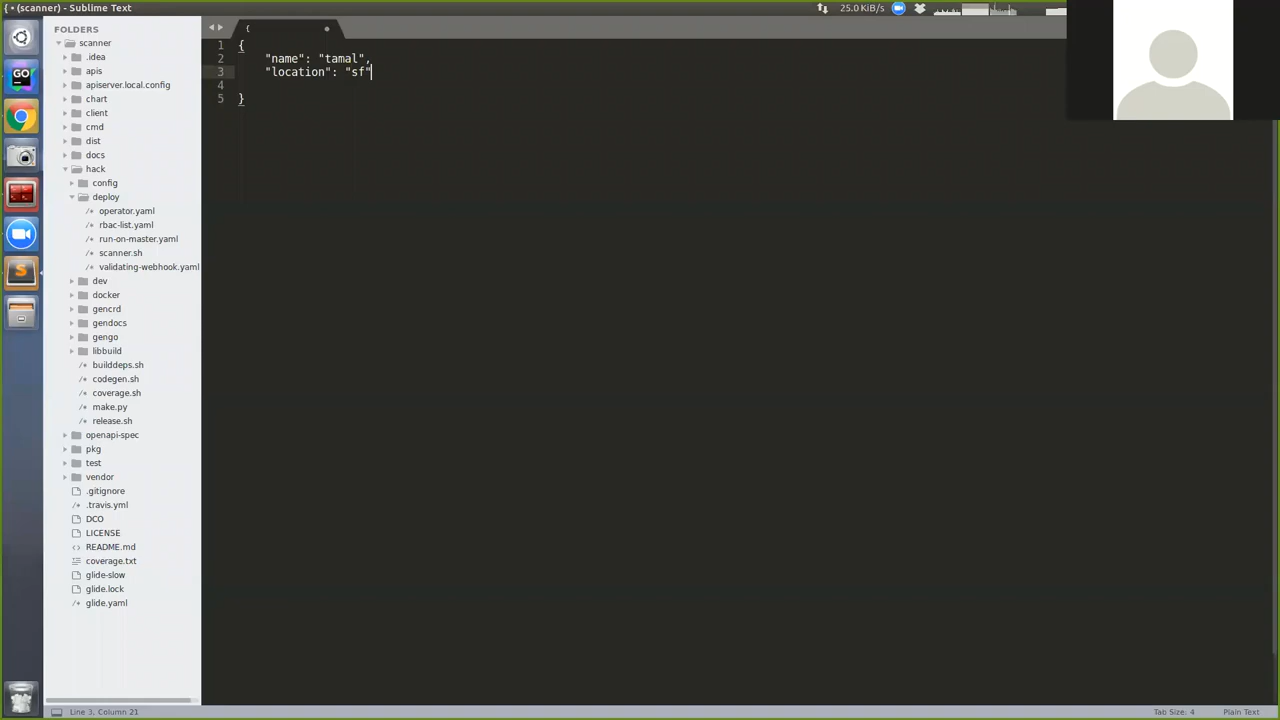 { • (scanner) - Sublime Text
25.0 KiB/s
FOLDERS
scanner
.idea
apis
apiserver.local.config
chart
client
cmd
dist
docs
hack
config
deploy
operator.yaml
rbac-list.yaml
run-on-master.yaml
scanner.sh
validating-webhook.yaml
dev
docker
gencrd
gendocs
gengo
libbuild
builddeps.sh
codegen.sh
coverage.sh
make.py
release.sh
openapi-spec
pkg
test
vendor
.gitignore
.travis.yml
DCO
LICENSE
README.md
coverage.txt
glide-slow
glide.lock
glide.yaml
{
1 {
2 "name": "tamal",
3 "location": "sf"
4
5 }
GO
S
Line 3, Column 21
Tab Size: 4
Plain Text